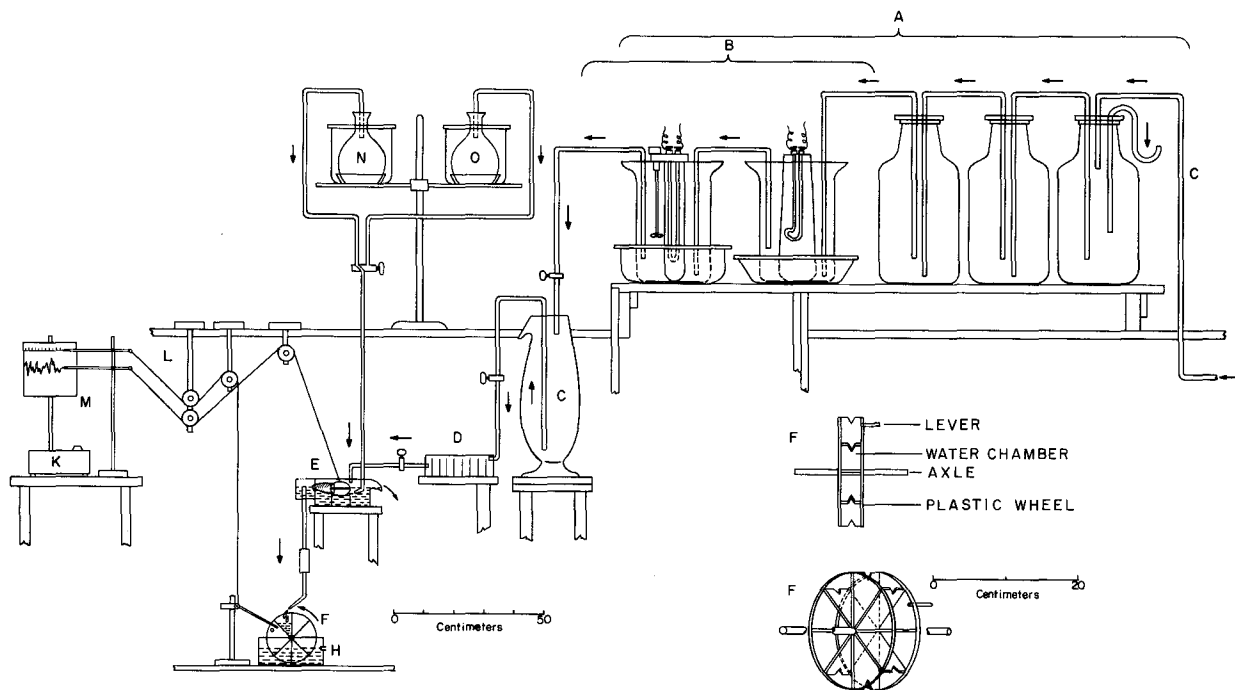 A
B
N
O
C
L
M
K
E
D
C
F
LEVER
WATER CHAMBER
AXLE
PLASTIC WHEEL
F
H
0 50
Centimeters
F
0 20
Centimeters